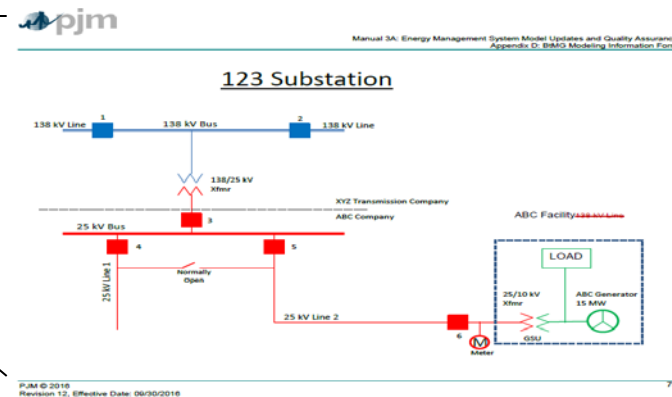 pjm
Manual 3A: Energy Management System Model Updates and Quality Assuranc
Appendix D: BtMG Modeling Information For
123 Substation
138 kV Line
1
138 kV Bus
2
138 kV Line
138/25 kV
Xfmr
XYZ Transmission Company
ABC Company
3
25 kV Bus
ABC Facility 138 kV Line
4
5
Normally
Open
25 kV Line 1
25 kV Line 2
6
M
Meter
LOAD
25/10 kV
Xfmr
ABC Generator
15 MW
GSU
PJM © 2016
Revision 12, Effective Date: 09/30/2016
7